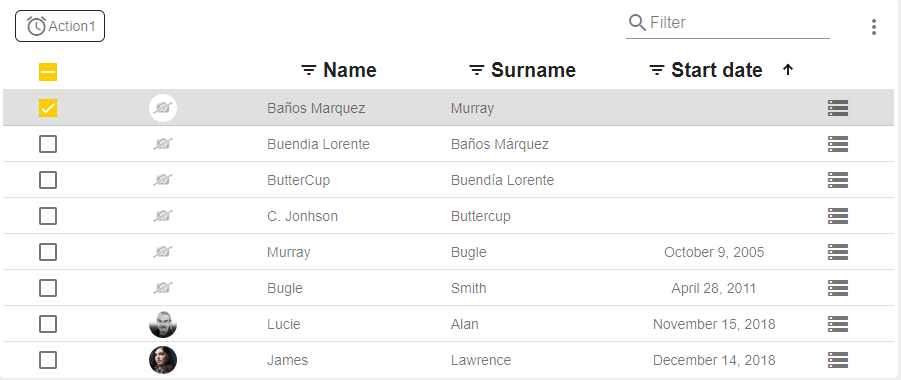 Action1 Filter
Name Surname Start date
Baños Marquez Murray
Buendia Lorente Baños Márquez
ButterCup Buendía Lorente
C. Jonhson Buttercup
Murray Bugle October 9, 2005
Bugle Smith April 28, 2011
Lucie Alan November 15, 2018
James Lawrence December 14, 2018